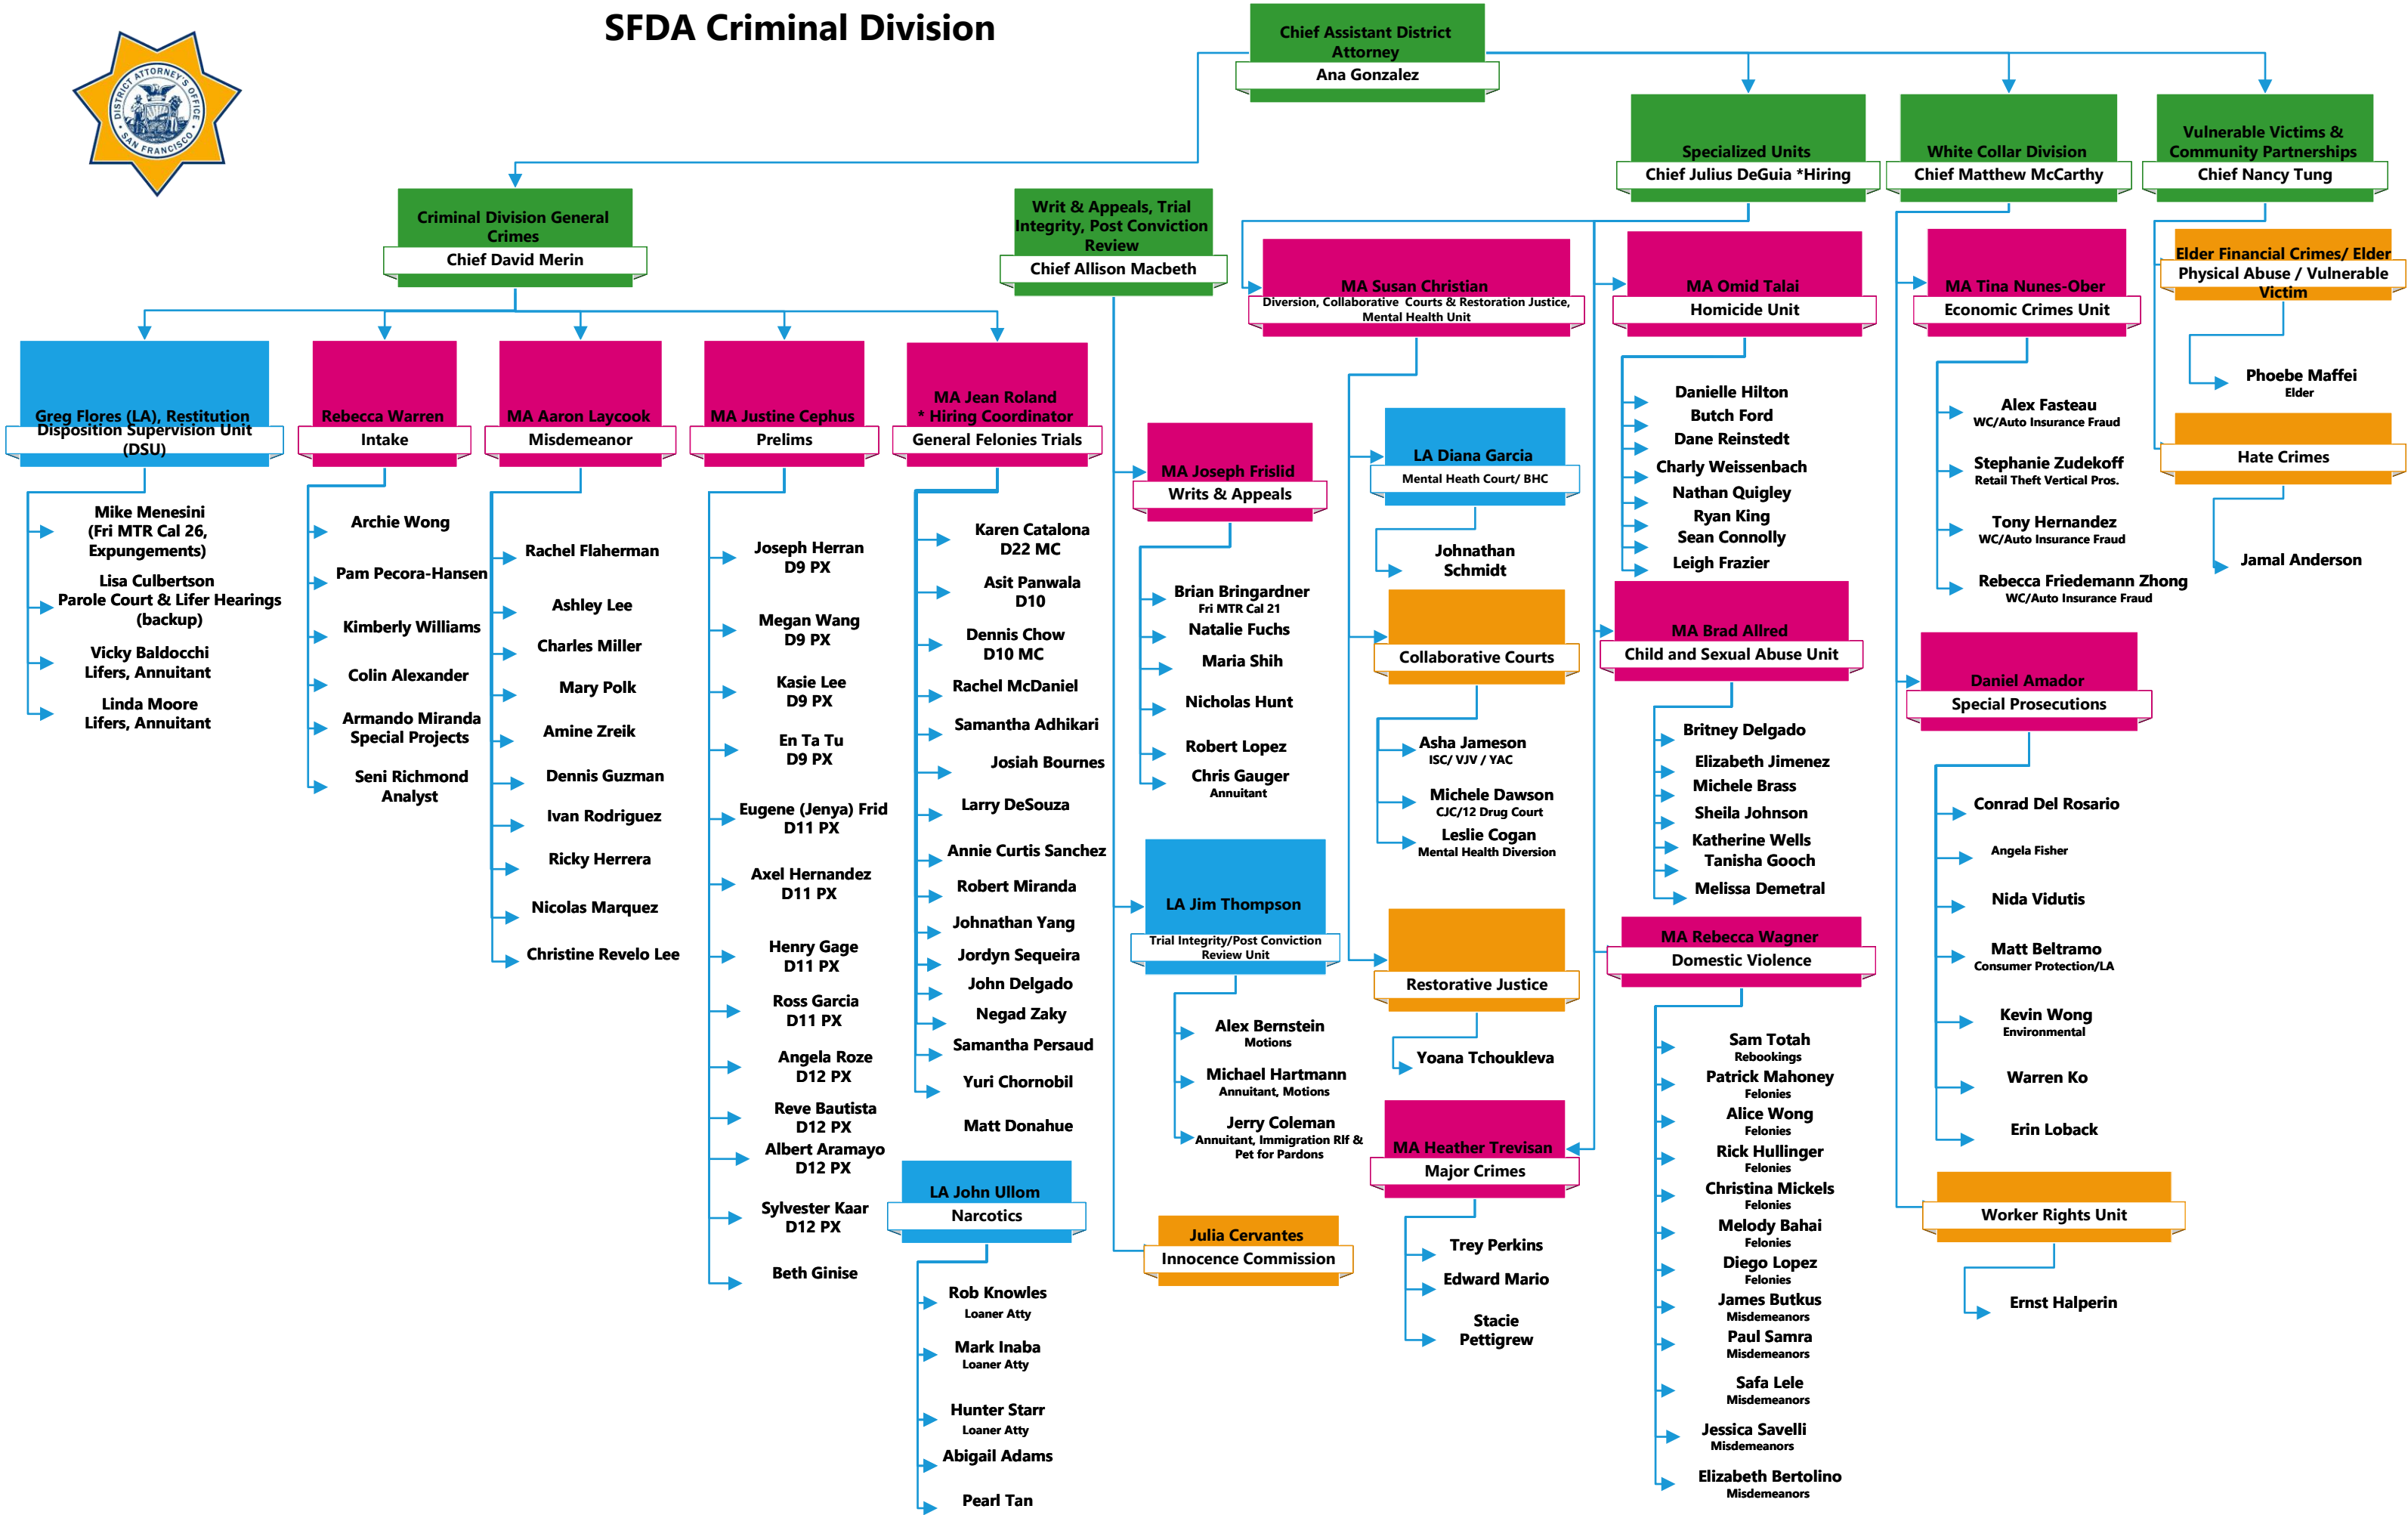 SFDA Criminal Division
DISTRICT ATTORNEY'S OFFICE
SAN FRANCISCO
Chief Assistant District
Attorney
Ana Gonzalez
Criminal Division General
Crimes
Chief David Merin
Greg Flores (LA), Restitution
Disposition Supervision Unit
(DSU)
Mike Menesini
(Fri MTR Cal 26,
Expungements)
Lisa Culbertson
Parole Court & Lifer Hearings
(backup)
Vicky Baldocchi
Lifers, Annuitant
Linda Moore
Lifers, Annuitant
Rebecca Warren
Intake
Archie Wong
Pam Pecora-Hansen
Kimberly Williams
Colin Alexander
Armando Miranda
Special Projects
Seni Richmond
Analyst
MA Aaron Laycook
Misdemeanor
Rachel Flaherman
Ashley Lee
Charles Miller
Mary Polk
Amine Zreik
Dennis Guzman
Ivan Rodriguez
Ricky Herrera
Nicolas Marquez
Christine Revelo Lee
MA Justine Cephus
Prelims
Joseph Herran
D9 PX
Megan Wang
D9 PX
Kasie Lee
D9 PX
En Ta Tu
D9 PX
Eugene (Jenya) Frid
D11 PX
Axel Hernandez
D11 PX
Henry Gage
D11 PX
Ross Garcia
D11 PX
Angela Roze
D12 PX
Reve Bautista
D12 PX
Albert Aramayo
D12 PX
Sylvester Kaar
D12 PX
Beth Ginise
MA Jean Roland
* Hiring Coordinator
General Felonies Trials
Karen Catalona
D22 MC
Asit Panwala
D10
Dennis Chow
D10 MC
Rachel McDaniel
Samantha Adhikari
Josiah Bournes
Larry DeSouza
Annie Curtis Sanchez
Robert Miranda
Johnathan Yang
Jordyn Sequeira
John Delgado
Negad Zaky
Samantha Persaud
Yuri Chornobil
Matt Donahue
LA John Ullom
Narcotics
Rob Knowles
Loaner Atty
Mark Inaba
Loaner Atty
Hunter Starr
Loaner Atty
Abigail Adams
Pearl Tan
Writ & Appeals, Trial
Integrity, Post Conviction
Review
Chief Allison Macbeth
MA Joseph Frislid
Writs & Appeals
Brian Bringardner
Fri MTR Cal 21
Natalie Fuchs
Maria Shih
Nicholas Hunt
Robert Lopez
Chris Gauger
Annuitant
LA Jim Thompson
Trial Integrity/Post Conviction
Review Unit
Alex Bernstein
Motions
Michael Hartmann
Annuitant, Motions
Jerry Coleman
Annuitant, Immigration Rlf &
Pet for Pardons
Julia Cervantes
Innocence Commission
Specialized Units
Chief Julius DeGuia *Hiring
MA Susan Christian
Diversion, Collaborative Courts & Restoration Justice,
Mental Health Unit
LA Diana Garcia
Mental Heath Court/ BHC
Johnathan
Schmidt
Collaborative Courts
Asha Jameson
ISC/ VJV / YAC
Michele Dawson
CJC/12 Drug Court
Leslie Cogan
Mental Health Diversion
Restorative Justice
Yoana Tchoukleva
MA Heather Trevisan
Major Crimes
Trey Perkins
Edward Mario
Stacie
Pettigrew
MA Omid Talai
Homicide Unit
Danielle Hilton
Butch Ford
Dane Reinstedt
Charly Weissenbach
Nathan Quigley
Ryan King
Sean Connolly
Leigh Frazier
MA Brad Allred
Child and Sexual Abuse Unit
Britney Delgado
Elizabeth Jimenez
Michele Brass
Sheila Johnson
Katherine Wells
Tanisha Gooch
Melissa Demetral
MA Rebecca Wagner
Domestic Violence
Sam Totah
Rebookings
Patrick Mahoney
Felonies
Alice Wong
Felonies
Rick Hullinger
Felonies
Christina Mickels
Felonies
Melody Bahai
Felonies
Diego Lopez
Felonies
James Butkus
Misdemeanors
Paul Samra
Misdemeanors
Safa Lele
Misdemeanors
Jessica Savelli
Misdemeanors
Elizabeth Bertolino
Misdemeanors
White Collar Division
Chief Matthew McCarthy
MA Tina Nunes-Ober
Economic Crimes Unit
Alex Fasteau
WC/Auto Insurance Fraud
Stephanie Zudekoff
Retail Theft Vertical Pros.
Tony Hernandez
WC/Auto Insurance Fraud
Rebecca Friedemann Zhong
WC/Auto Insurance Fraud
Daniel Amador
Special Prosecutions
Conrad Del Rosario
Angela Fisher
Nida Vidutis
Matt Beltramo
Consumer Protection/LA
Kevin Wong
Environmental
Warren Ko
Erin Loback
Worker Rights Unit
Ernst Halperin
Vulnerable Victims &
Community Partnerships
Chief Nancy Tung
Elder Financial Crimes/ Elder
Physical Abuse / Vulnerable
Victim
Phoebe Maffei
Elder
Hate Crimes
Jamal Anderson